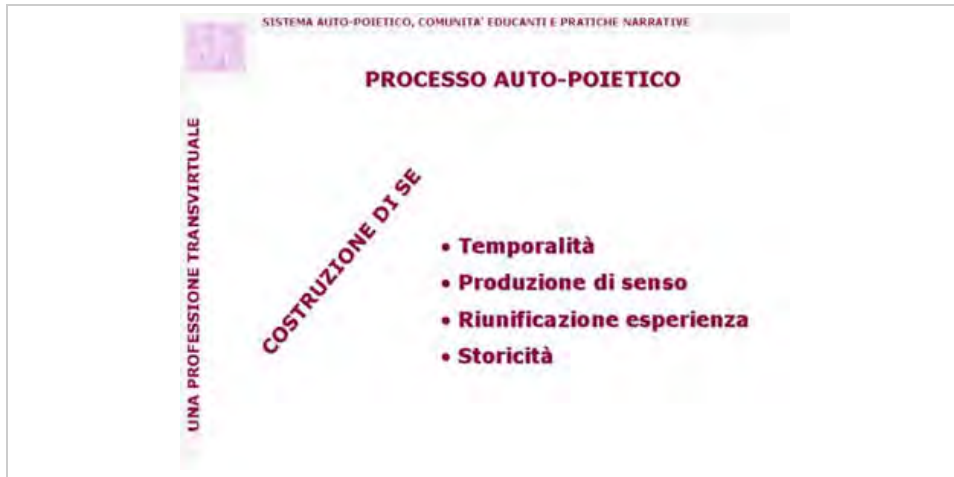 SISTEMA AUTO-POIETICO, COMUNITA' EDUCANTI E PRATICHE NARRATIVE
PROCESSO AUTO-POIETICO
UNA PROFESSIONE TRANSVIRTUALE
COSTRUZIONE DI SE
• Temporalità
• Produzione di senso
• Riunificazione esperienza
• Storicità